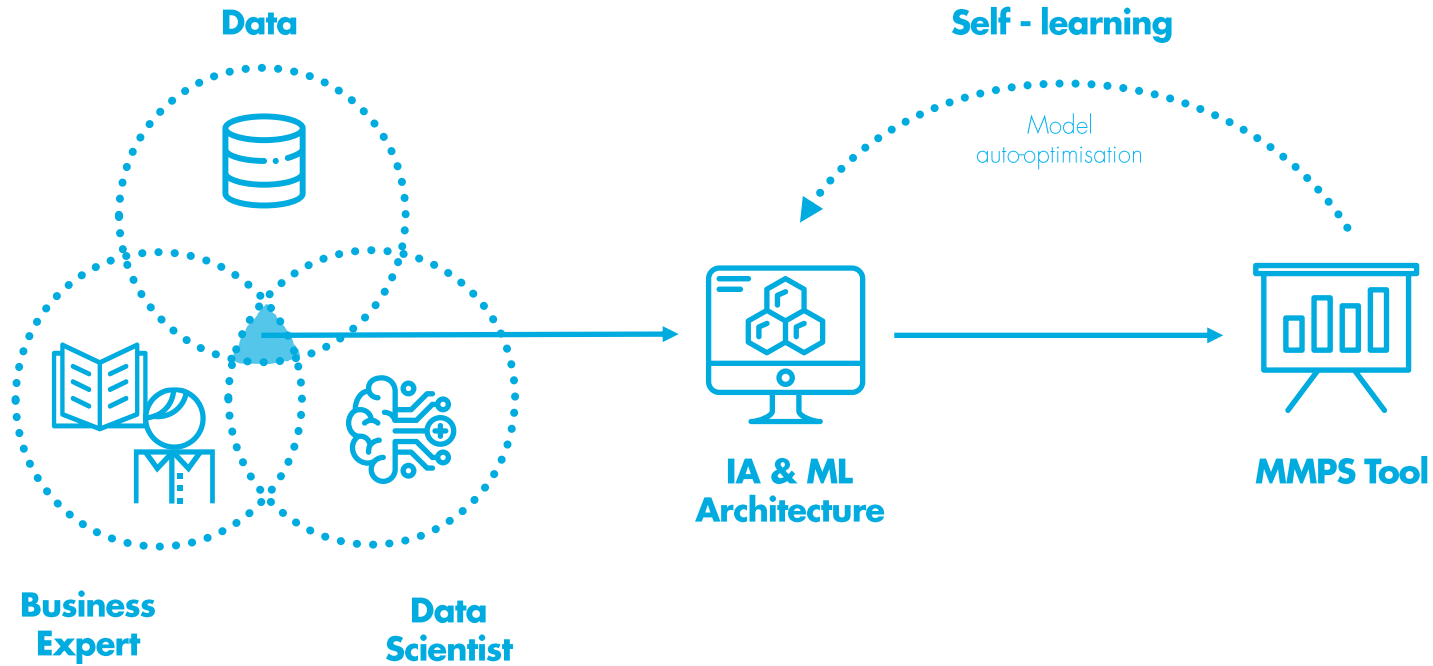 Data
Self - learning
Model
auto-optimisation
IA & ML
Architecture
MMPS Tool
Business
Expert
Data
Scientist